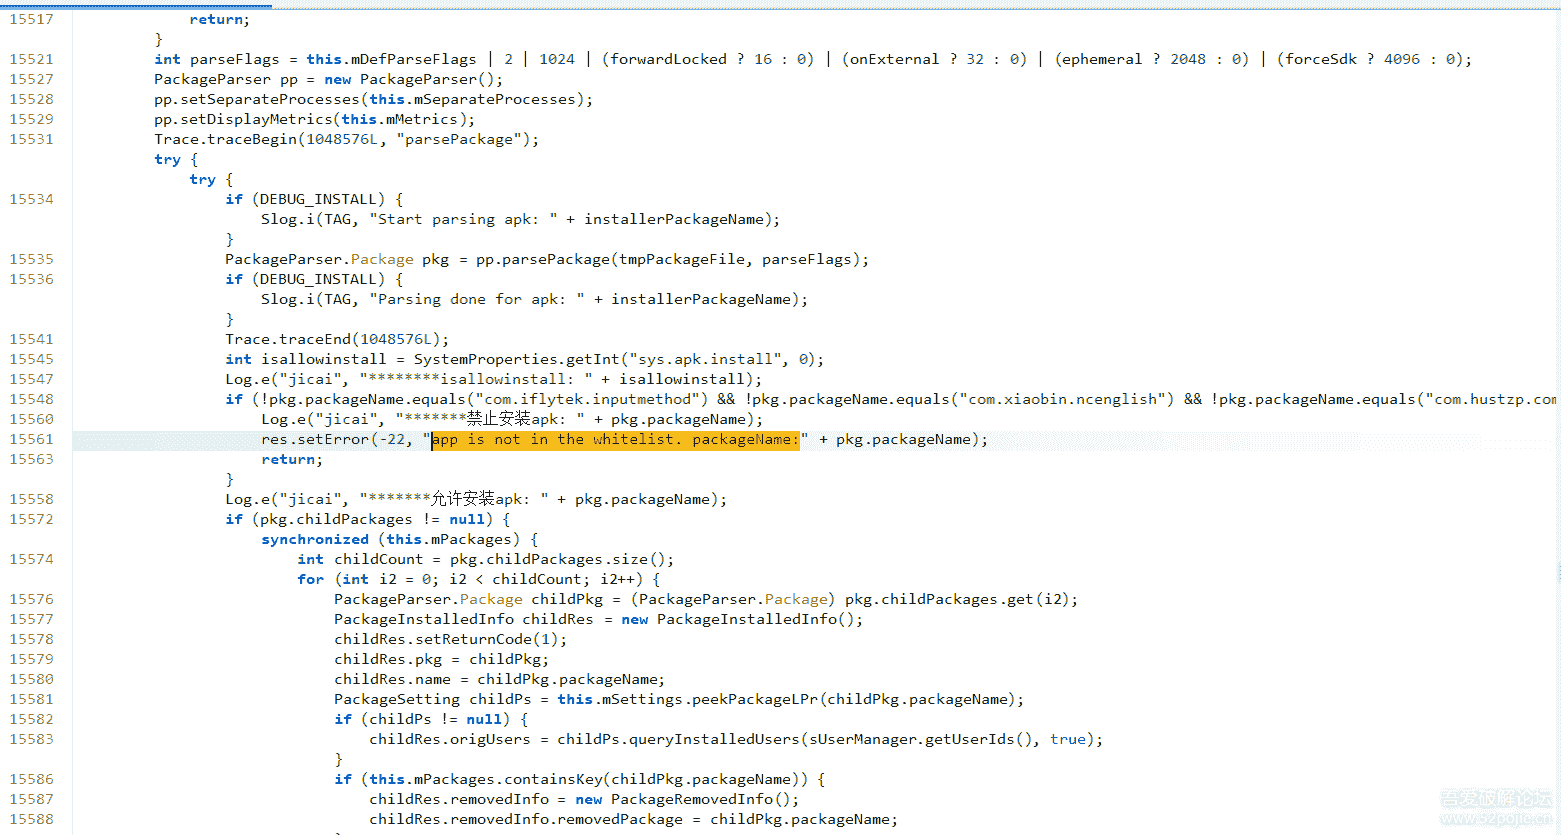 15517 return;
}
15521 int parseFlags = this.mDefParseFlags | 2 | 1024 | (forwardLocked ? 16 : 0) | (onExternal ? 32 : 0) | (ephemeral ? 2048 : 0) | (forceSdk ? 4096 : 0);
15527 PackageParser pp = new PackageParser();
15528 pp.setSeparateProcesses(this.mSeparateProcesses);
15529 pp.setDisplayMetrics(this.mMetrics);
15531 Trace.traceBegin(1048576L, "parsePackage");
try {
try {
15534 if (DEBUG_INSTALL) {
Slog.i(TAG, "Start parsing apk: " + installerPackageName);
}
15535 PackageParser.Package pkg = pp.parsePackage(tmpPackageFile, parseFlags);
15536 if (DEBUG_INSTALL) {
Slog.i(TAG, "Parsing done for apk: " + installerPackageName);
}
15541 Trace.traceEnd(1048576L);
15545 int isallowinstall = SystemProperties.getInt("sys.apk.install", 0);
15547 Log.e("jicai", "********isallowinstall: " + isallowinstall);
15548 if (!pkg.packageName.equals("com.iflytek.inputmethod") && !pkg.packageName.equals("com.xiaobin.ncenglish") && !pkg.packageName.equals("com.hustzp.com
15560 Log.e("jicai", "*******禁止安装apk: " + pkg.packageName);
15561 res.setError(-22, "app is not in the whitelist. packageName:" + pkg.packageName);
15563 return;
}
15558 Log.e("jicai", "*******允许安装apk: " + pkg.packageName);
15572 if (pkg.childPackages != null) {
synchronized (this.mPackages) {
15574 int childCount = pkg.childPackages.size();
for (int i2 = 0; i2 < childCount; i2++) {
15576 PackageParser.Package childPkg = (PackageParser.Package) pkg.childPackages.get(i2);
15577 PackageInstalledInfo childRes = new PackageInstalledInfo();
15578 childRes.setReturnCode(1);
15579 childRes.pkg = childPkg;
15580 childRes.name = childPkg.packageName;
15581 PackageSetting childPs = this.mSettings.peekPackageLPr(childPkg.packageName);
15582 if (childPs != null) {
15583 childRes.origUsers = childPs.queryInstalledUsers(sUserManager.getUserIds(), true);
}
15586 if (this.mPackages.containsKey(childPkg.packageName)) {
15587 childRes.removedInfo = new PackageRemovedInfo();
15588 childRes.removedInfo.removedPackage = childPkg.packageName;
吾爱破解论坛
www.52pojie.cn